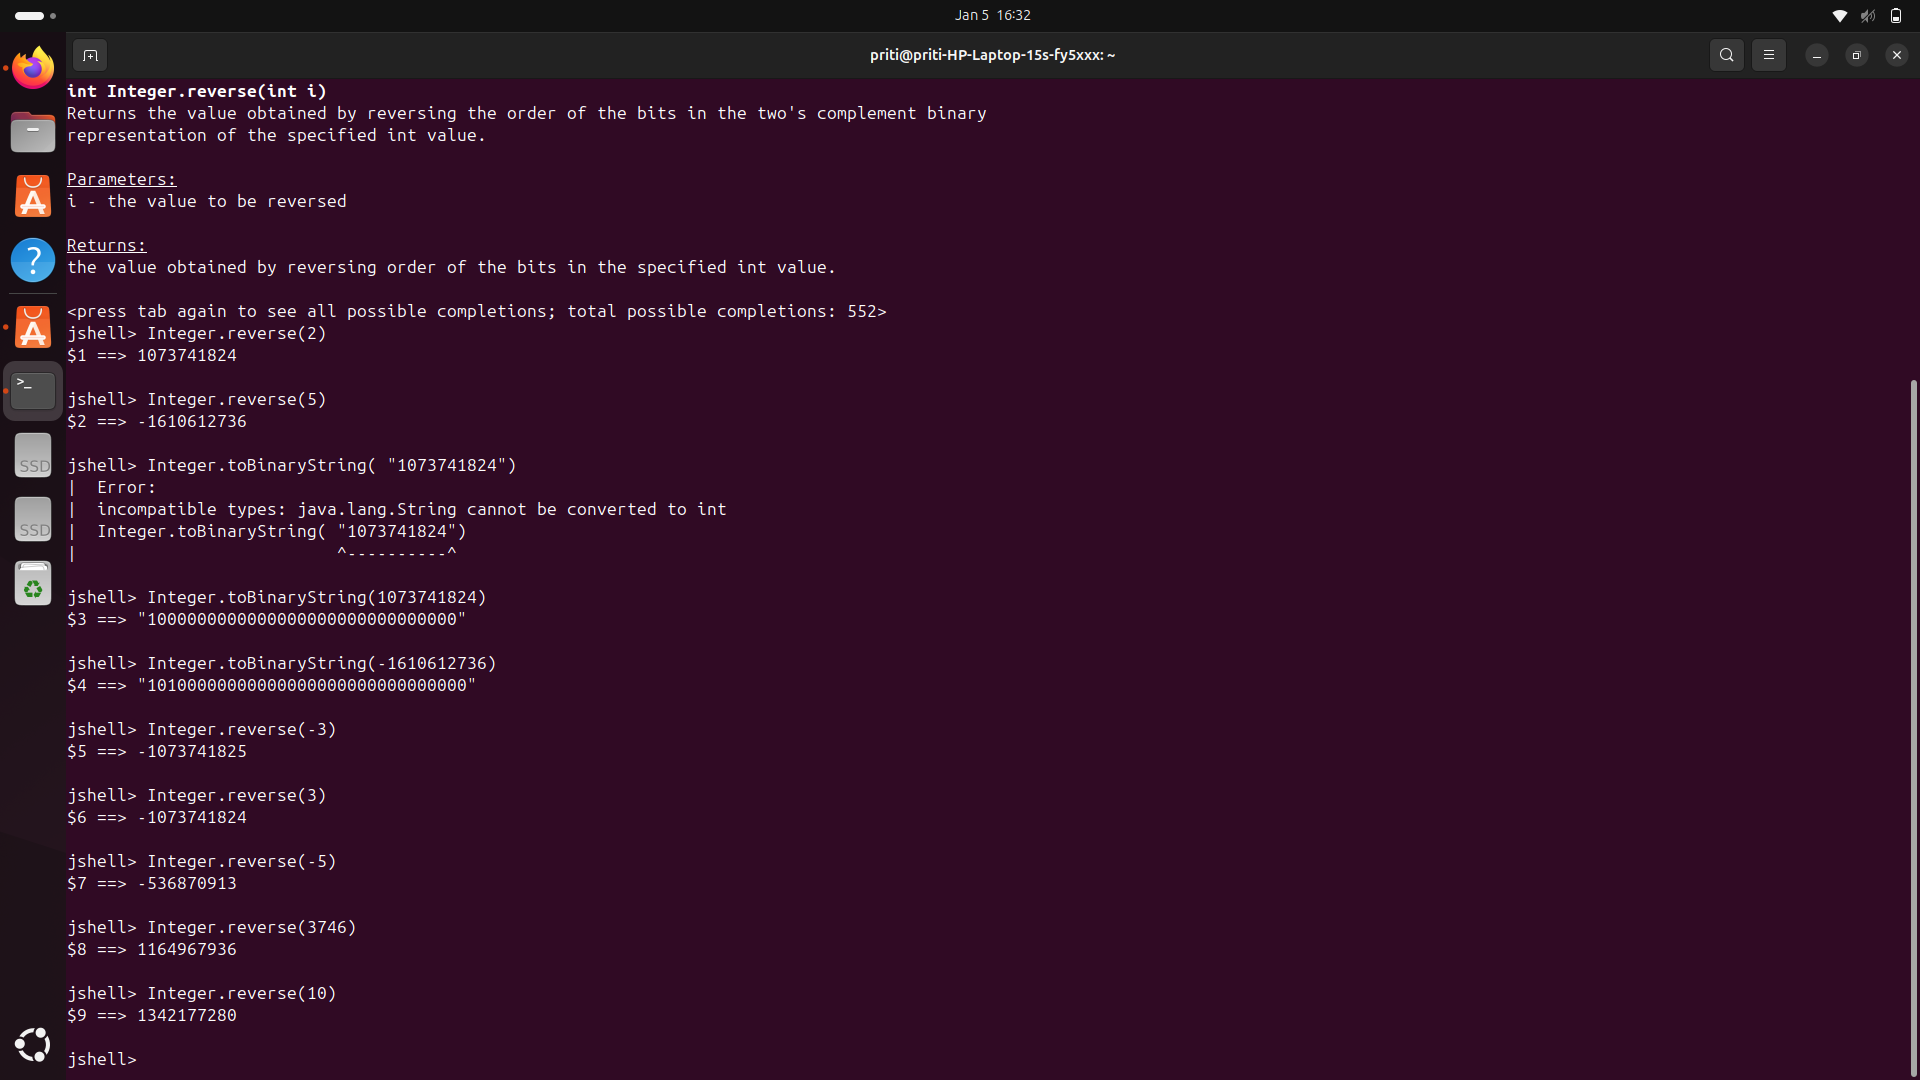 Jan 5 16:32
priti@priti-HP-Laptop-15s-fy5xxx: ~
int Integer.reverse(int i)
Returns the value obtained by reversing the order of the bits in the two's complement binary
representation of the specified int value.
Parameters:
i - the value to be reversed
Returns:
the value obtained by reversing order of the bits in the specified int value.
<press tab again to see all possible completions; total possible completions: 552>
jshell> Integer.reverse(2)
$1 ==> 1073741824
jshell> Integer.reverse(5)
$2 ==> -1610612736
jshell> Integer.toBinaryString( "1073741824")
|  Error:
|  incompatible types: java.lang.String cannot be converted to int
|  Integer.toBinaryString( "1073741824")
|                          ^----------^
jshell> Integer.toBinaryString(1073741824)
$3 ==> "1000000000000000000000000000000"
jshell> Integer.toBinaryString(-1610612736)
$4 ==> "10100000000000000000000000000000"
jshell> Integer.reverse(-3)
$5 ==> -1073741825
jshell> Integer.reverse(3)
$6 ==> -1073741824
jshell> Integer.reverse(-5)
$7 ==> -536870913
jshell> Integer.reverse(3746)
$8 ==> 1164967936
jshell> Integer.reverse(10)
$9 ==> 1342177280
jshell>
SSD
SSD